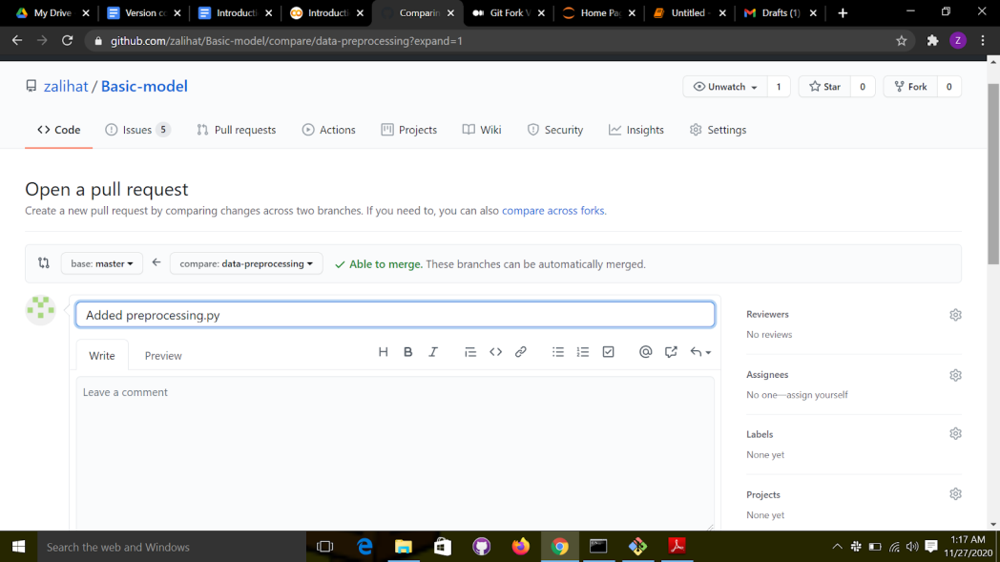 My Drive
Version co
Introducti
Introducti
Comparin
Git Fork V
Home Pa
Untitled -
Drafts (1)
github.com/zalihat/Basic-model/compare/data-preprocessing?expand=1
Z
zalihat / Basic-model
Unwatch 1
Star 0
Fork 0
Code
Issues 5
Pull requests
Actions
Projects
Wiki
Security
Insights
Settings
Open a pull request
Create a new pull request by comparing changes across two branches. If you need to, you can also compare across forks.
base: master
compare: data-preprocessing
Able to merge. These branches can be automatically merged.
Added preprocessing.py
Write
Preview
H B I
Leave a comment
Reviewers
No reviews
Assignees
No one—assign yourself
Labels
None yet
Projects
None yet
Search the web and Windows
1:17 AM
11/27/2020